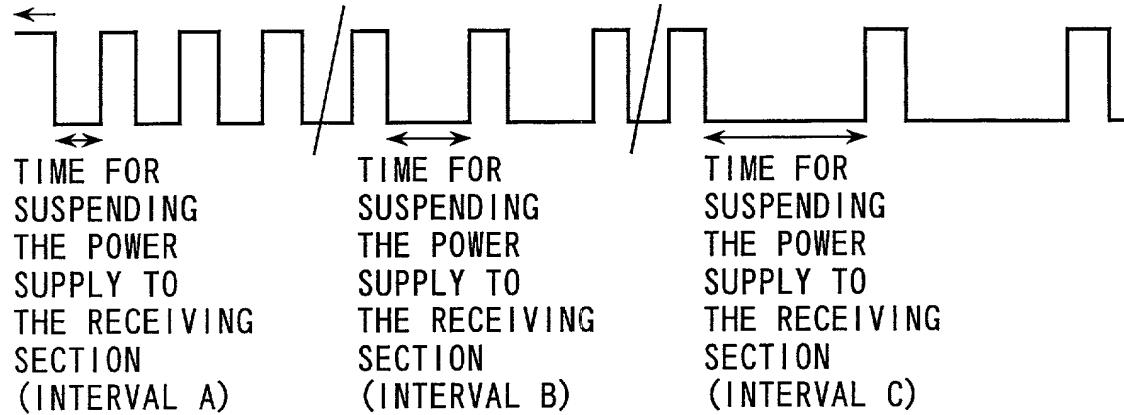 TIME FOR
SUSPENDING
THE POWER
SUPPLY TO
THE RECEIVING
SECTION
(INTERVAL A)
TIME FOR
SUSPENDING
THE POWER
SUPPLY TO
THE RECEIVING
SECTION
(INTERVAL B)
TIME FOR
SUSPENDING
THE POWER
SUPPLY TO
THE RECEIVING
SECTION
(INTERVAL C)